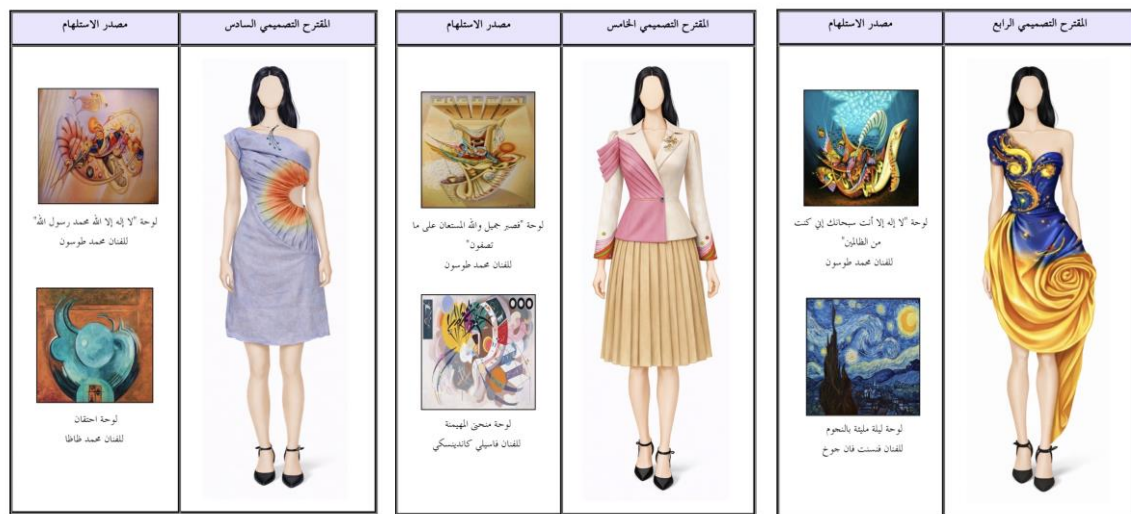 المقترح التصميمي الرابع
مصدر الاستلهام
لوحة "لا إله إلا أنت سبحانك إني كنت
من الظالمين"
للفنان محمد طوسون
لوحة ليلة مليئة بالنجوم
للفنان فنسنت فان جوخ
المقترح التصميمي الخامس
مصدر الاستلهام
لوحة "فصبر جميل والله المستعان على ما
تصفون"
للفنان محمد طوسون
لوحة منحنى المهيمنة
للفنان فاسيلي كاندينسكي
المقترح التصميمي السادس
مصدر الاستلهام
لوحة "لا إله إلا الله محمد رسول الله"
للفنان محمد طوسون
لوحة احتقان
للفنان محمد طاظا